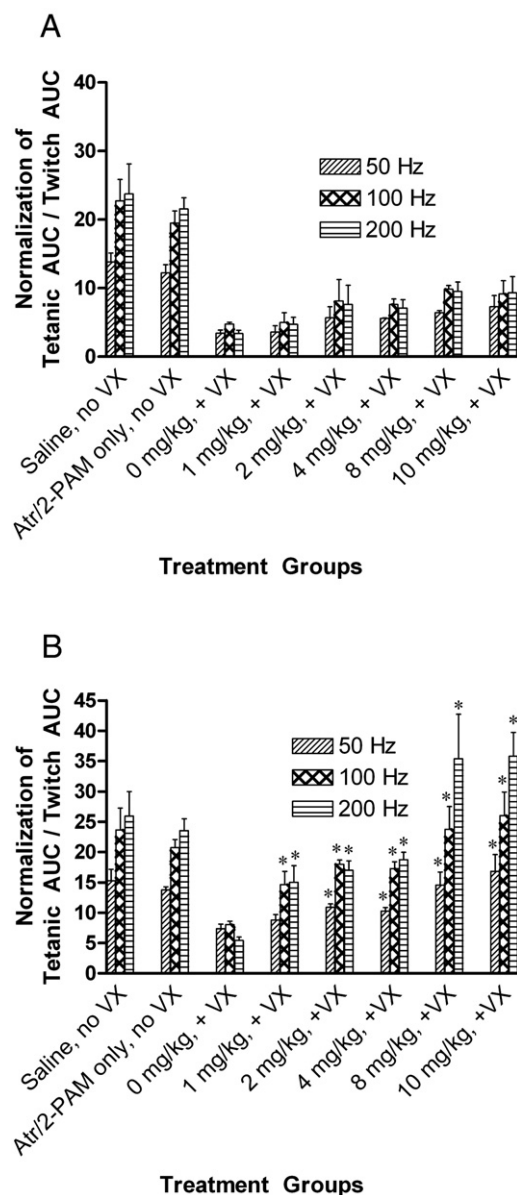 A
Normalization of
Tetanic AUC / Twitch AUC
40
30
20
10
0
50 Hz
100 Hz
200 Hz
Saline, no VX
Atr/2-PAM only, no VX
0 mg/kg, + VX
1 mg/kg, + VX
2 mg/kg, + VX
4 mg/kg, + VX
8 mg/kg, + VX
10 mg/kg, + VX
Treatment Groups
B
Normalization of
Tetanic AUC / Twitch AUC
45
40
35
30
25
20
15
10
5
0
50 Hz
100 Hz
200 Hz
* *
* * *
* * *
* * *
* * *
Saline, no VX
Atr/2-PAM only, no VX
0 mg/kg, + VX
1 mg/kg, + VX
2 mg/kg, +VX
4 mg/kg, + VX
8 mg/kg, +VX
10 mg/kg, +VX
Treatment Groups